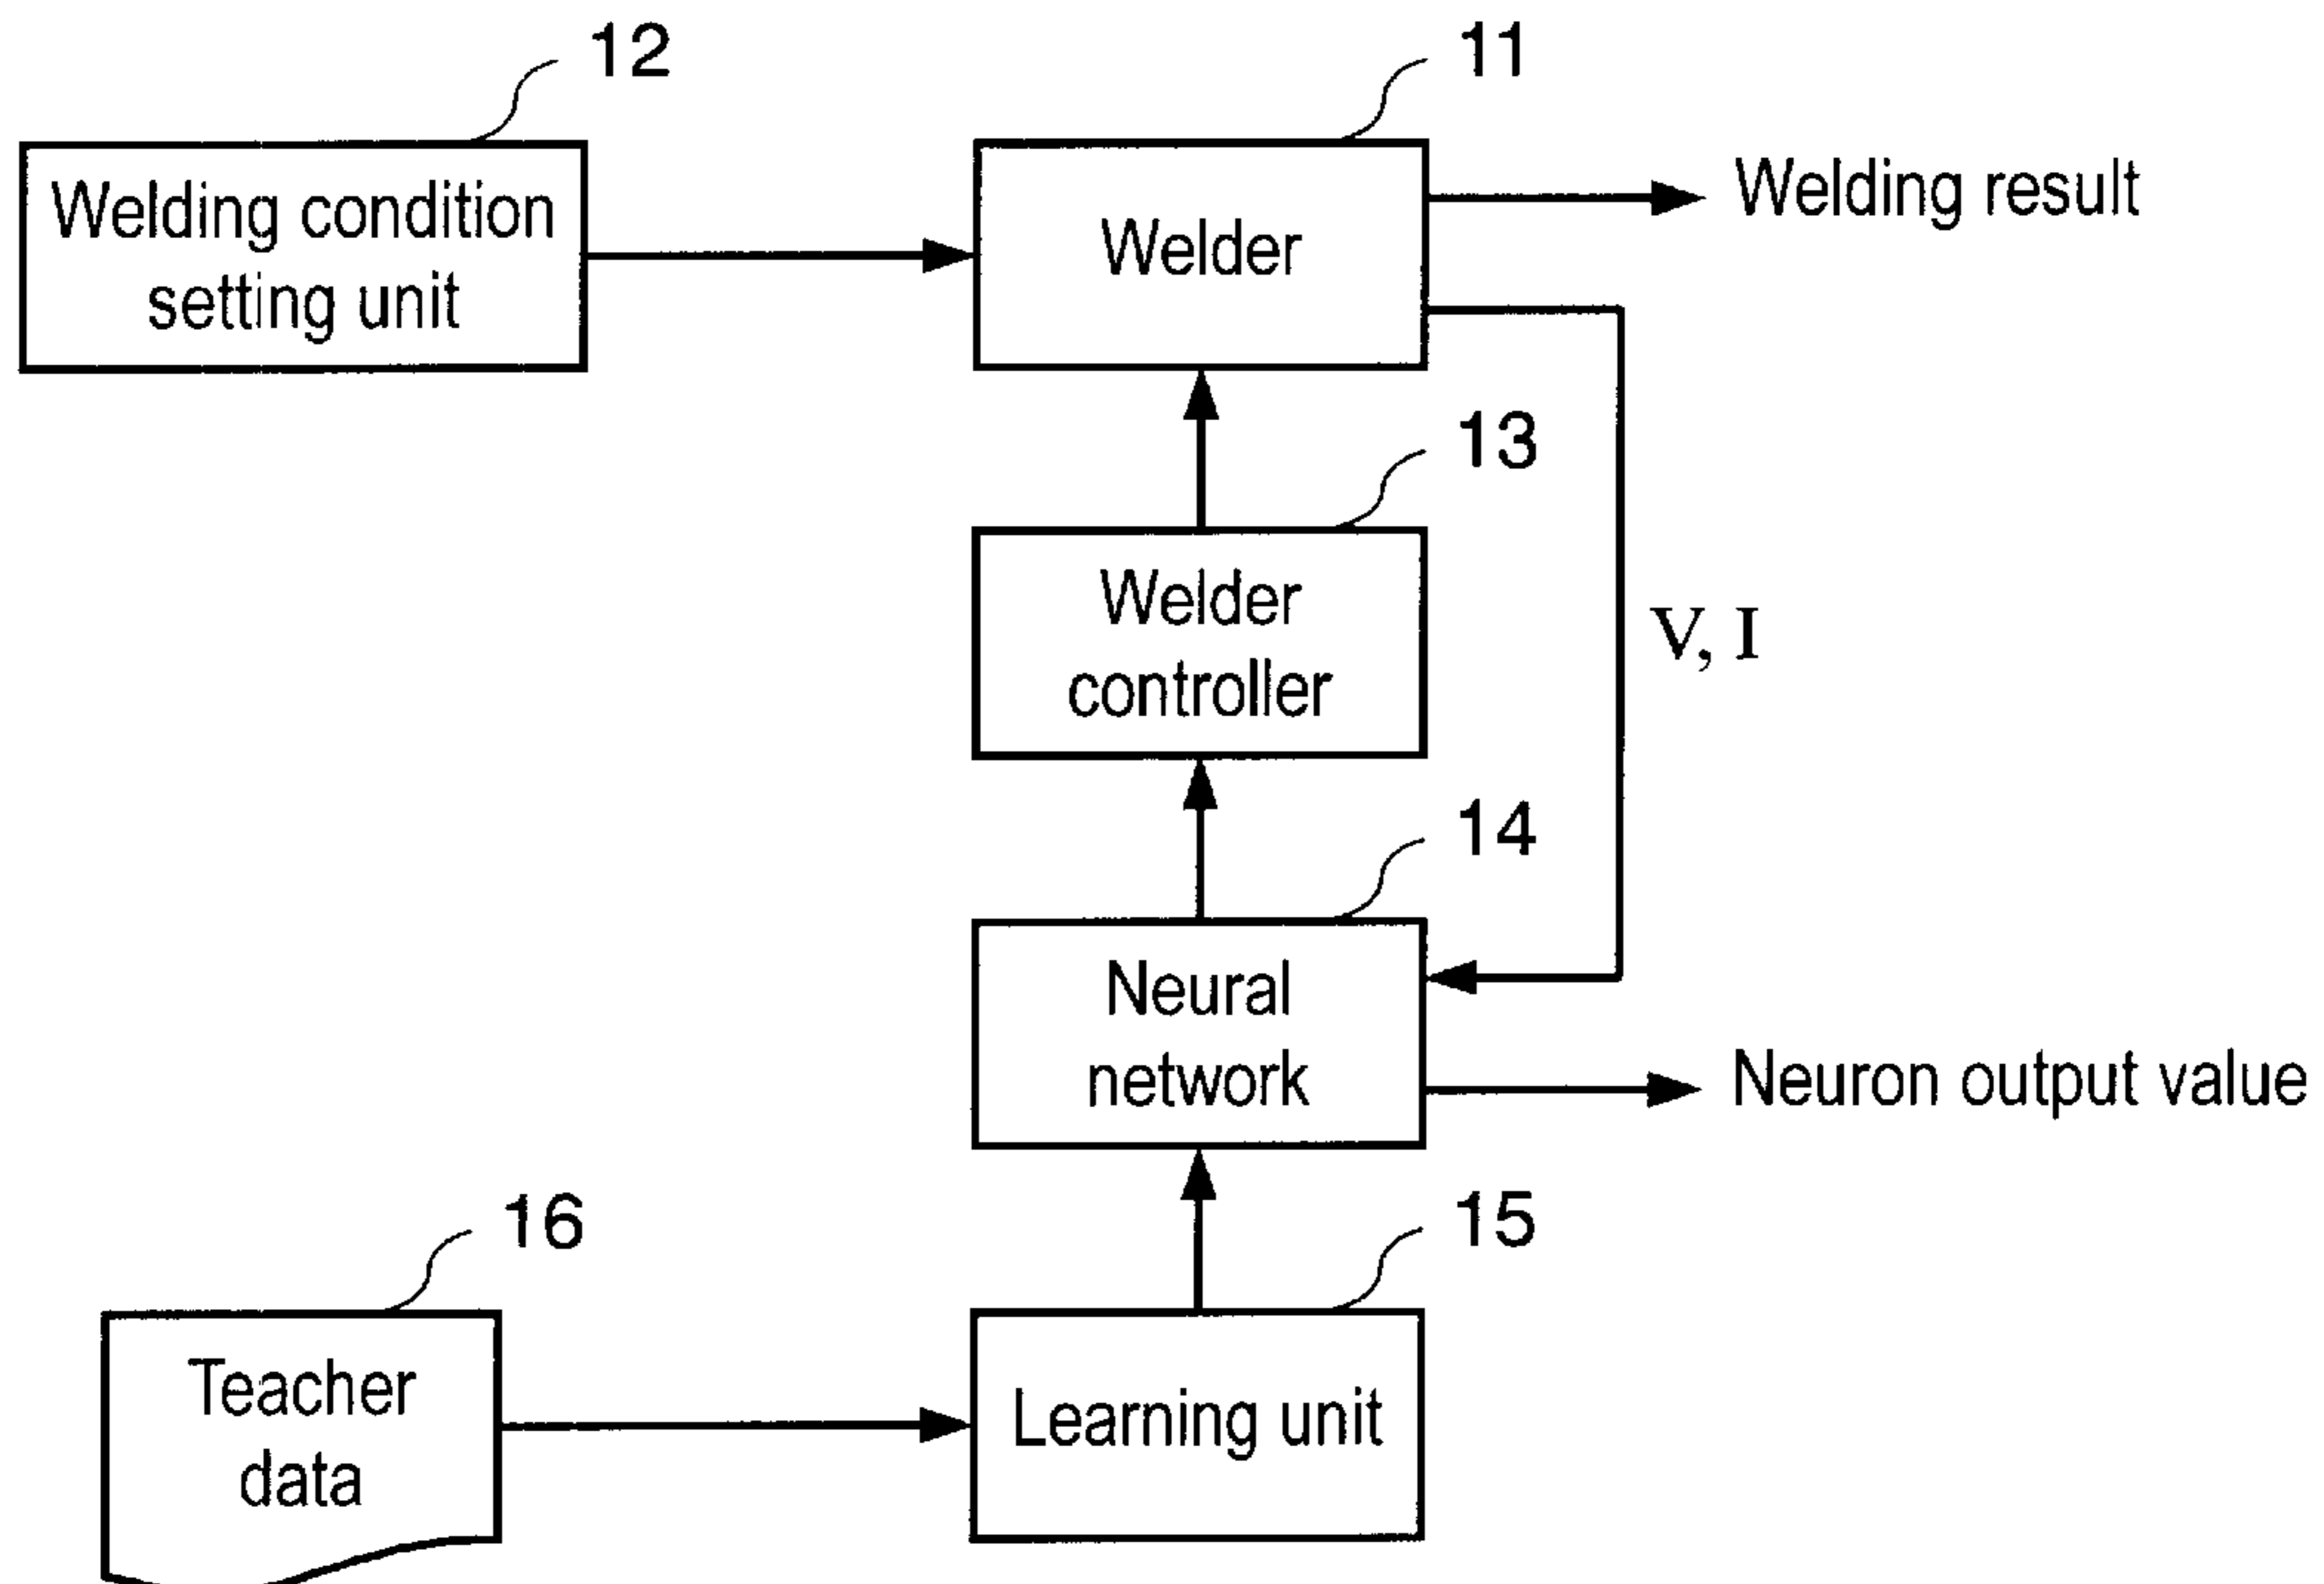 12
11
Welding condition
setting unit
Welder
Welding result
13
Welder
controller
V, I
14
Neural
network
Neuron output value
16
15
Teacher
data
Learning unit